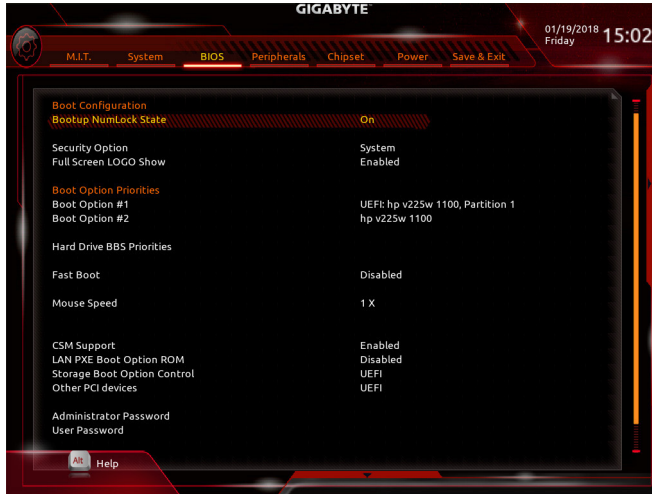 GIGABYTE™
01/19/2018
Friday
15:02
M.I.T. System BIOS Peripherals Chipset Power Save & Exit
Boot Configuration
Bootup NumLock State On
Security Option System
Full Screen LOGO Show Enabled
Boot Option Priorities
Boot Option #1 UEFI: hp v225w 1100, Partition 1
Boot Option #2 hp v225w 1100
Hard Drive BBS Priorities
Fast Boot Disabled
Mouse Speed 1 X
CSM Support Enabled
LAN PXE Boot Option ROM Disabled
Storage Boot Option Control UEFI
Other PCI devices UEFI
Administrator Password
User Password
Alt Help